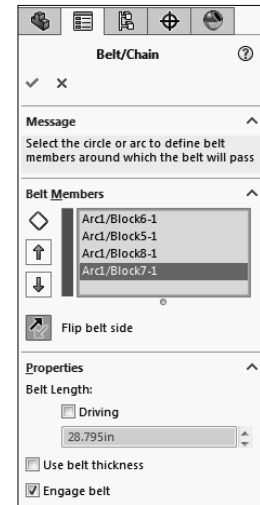 Belt/Chain
Message
Select the circle or arc to define belt
members around which the belt will pass
Belt Members
Arc1/Block6-1
Arc1/Block5-1
Arc1/Block8-1
Arc1/Block7-1
Flip belt side
Properties
Belt Length:
Driving
28.795in
Use belt thickness
Engage belt